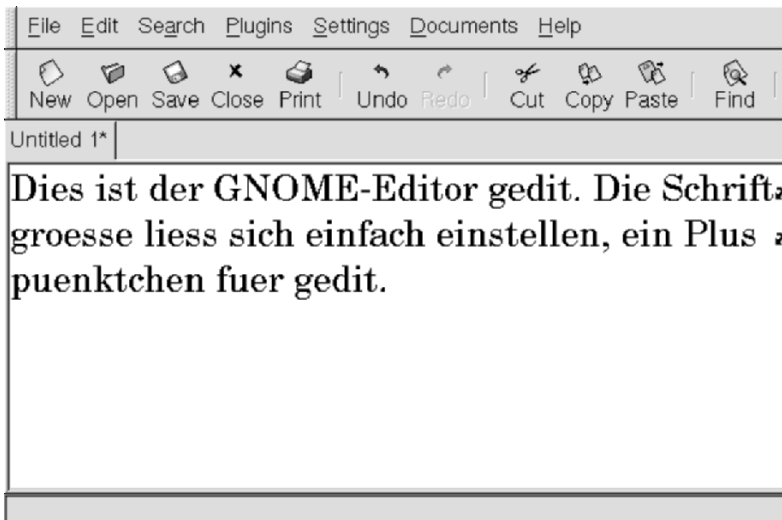 File Edit Search Plugins Settings Documents Help
New Open Save Close Print Undo Redo Cut Copy Paste Find
Untitled 1*
Dies ist der GNOME-Editor gedit. Die Schrift
groesse liess sich einfach einstellen, ein Plus
puenktchen fuer gedit.